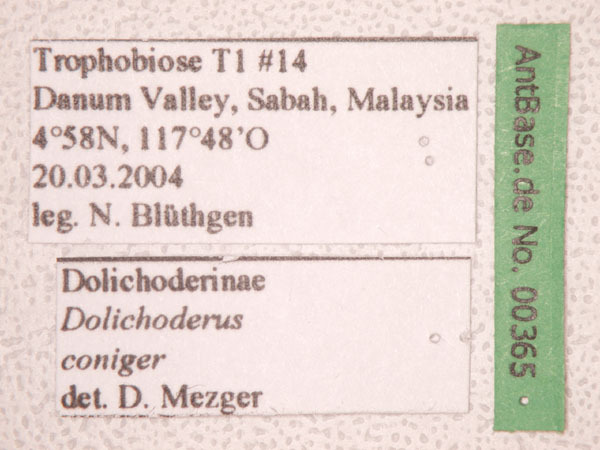 Trophobiose T1 #14
Danum Valley, Sabah, Malaysia
4°58N, 117°48'O
20.03.2004
leg. N. Blüthgen
Dolichoderinae
Dolichoderus
coniger
det. D. Mezger
AntBase.de No. 00365